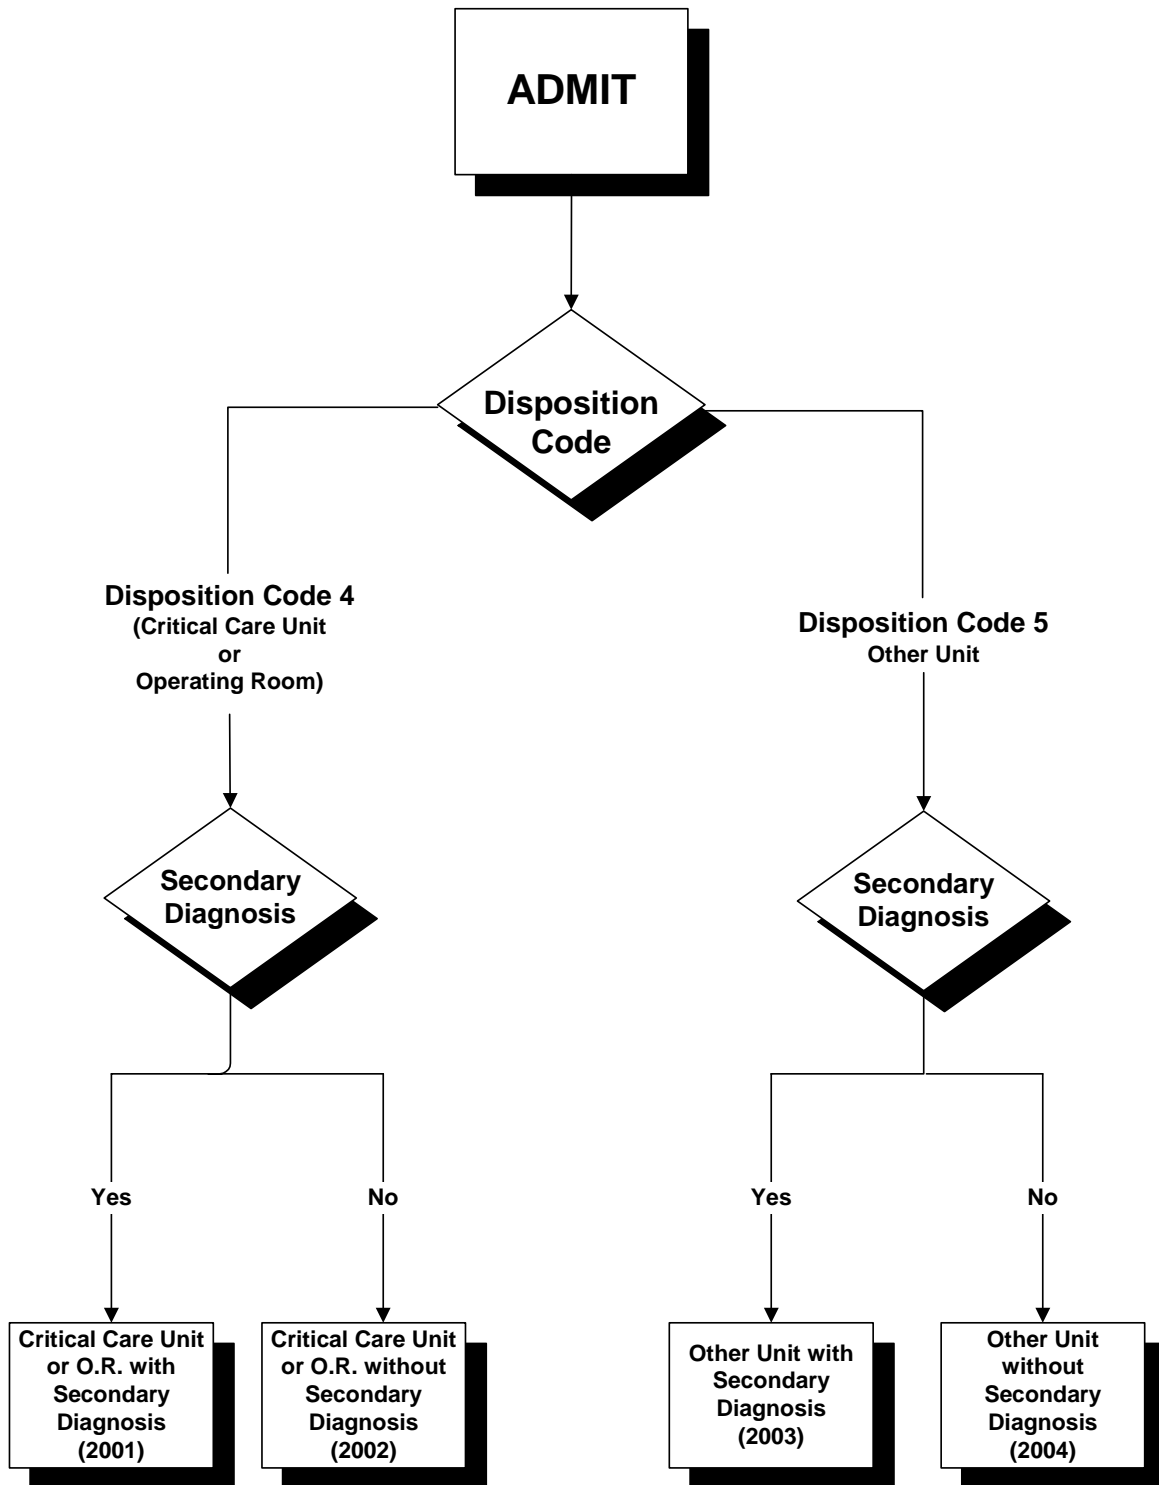 ADMIT
Disposition
Code
Disposition Code 4
(Critical Care Unit
or
Operating Room)
Disposition Code 5
Other Unit
Secondary
Diagnosis
Secondary
Diagnosis
Yes
No
Yes
No
Critical Care Unit
or O.R. with
Secondary
Diagnosis
(2001)
Critical Care Unit
or O.R. without
Secondary
Diagnosis
(2002)
Other Unit with
Secondary
Diagnosis
(2003)
Other Unit
without
Secondary
Diagnosis
(2004)